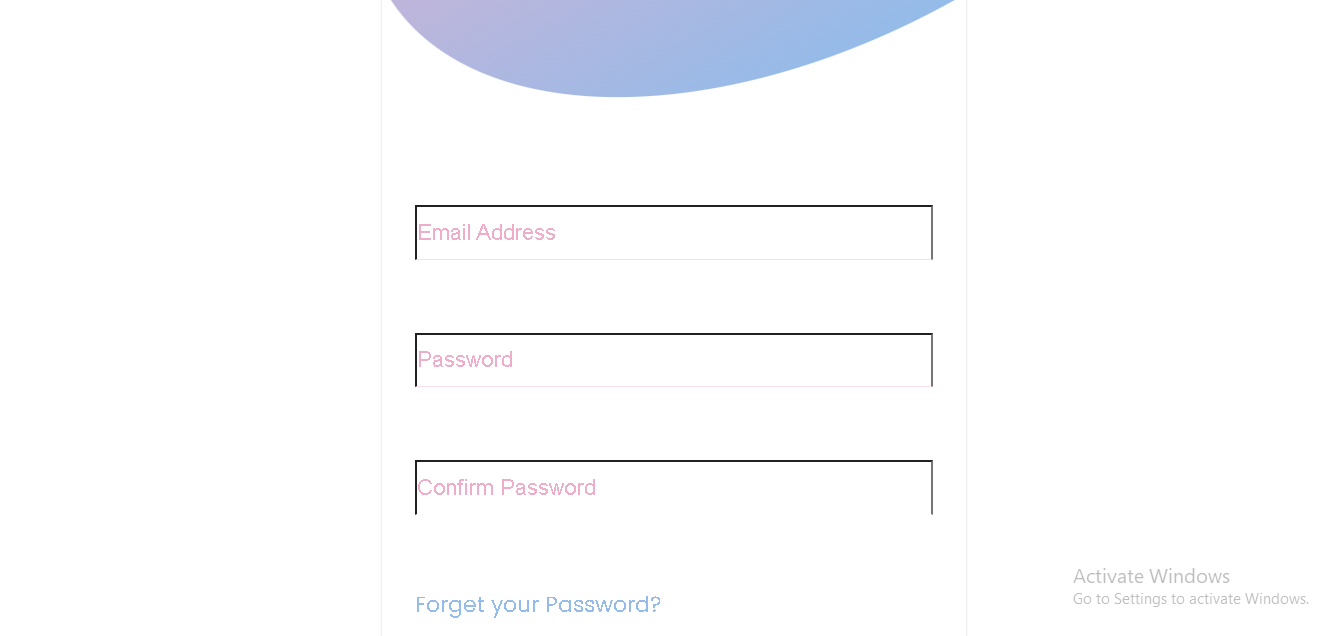 Email Address
Password
Confirm Password
Forget your Password?
Activate Windows
Go to Settings to activate Windows.